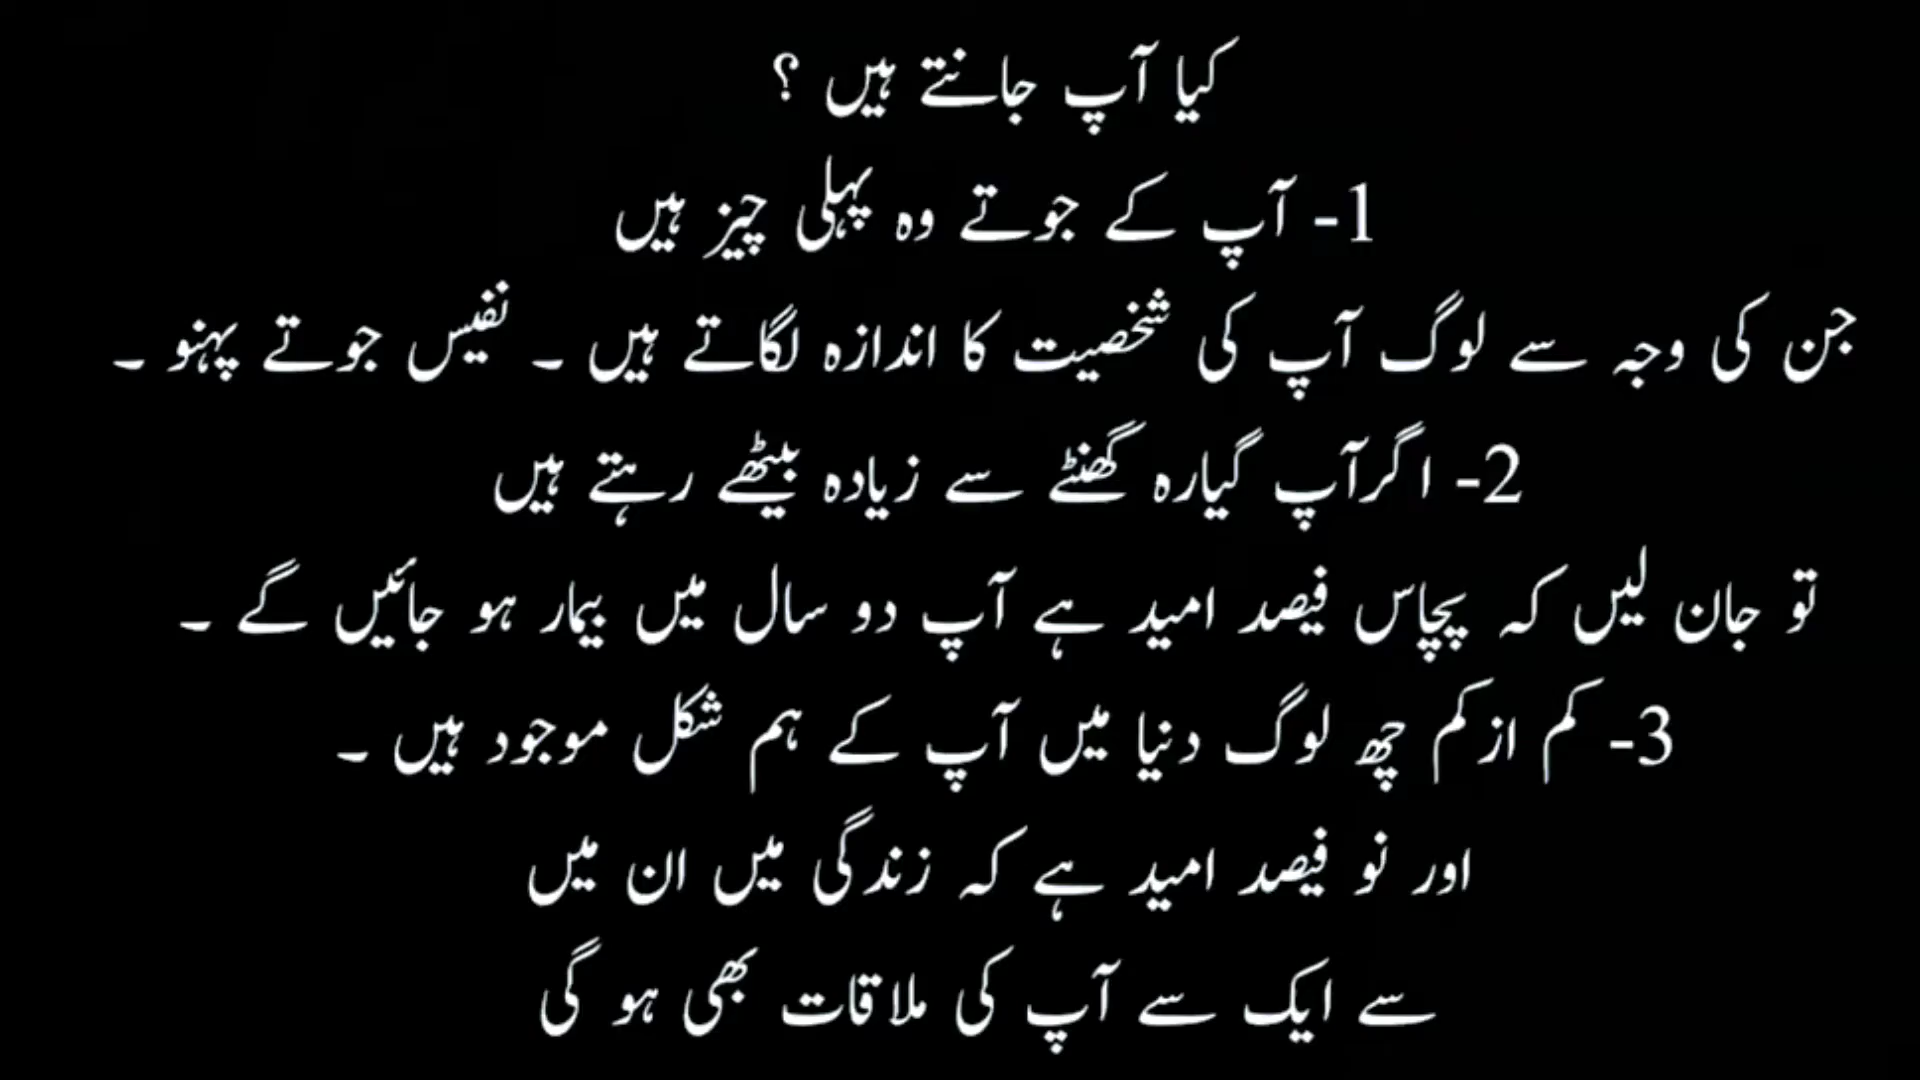 کیا آپ جانتے ہیں ؟
1- آپ کے جوتے وہ پہلی چیز ہیں
جن کی وجہ سے لوگ آپ کی شخصیت کا اندازہ لگاتے ہیں ۔ نفیس جوتے پہنو ۔
2- اگر آپ گیارہ گھنٹے سے زیادہ بیٹھے رہتے ہیں
تو جان لیں کہ پچاس فیصد امید ہے آپ دو سال میں بیمار ہو جائیں گے ۔
3- کم از کم چھ لوگ دنیا میں آپ کے ہم شکل موجود ہیں ۔
اور نو فیصد امید ہے کہ زندگی میں ان میں
سے ایک سے آپ کی ملاقات بھی ہو گی